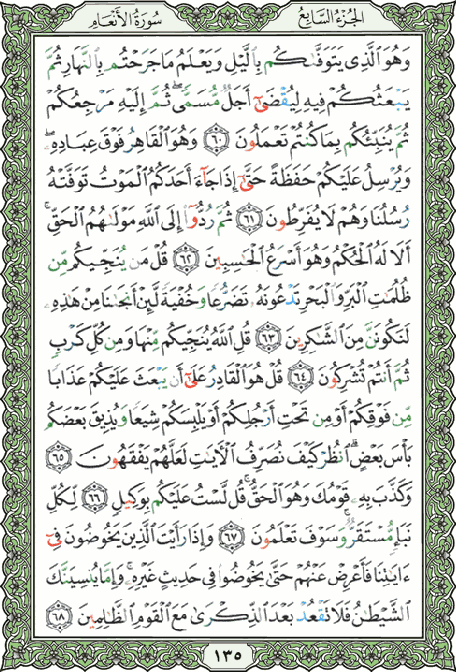 سورة الأنعام
الجزء السابع
وَهُوَ ٱلَّذِى يَتَوَفَّىٰكُم بِٱلَّيْلِ وَيَعْلَمُ مَا جَرَحْتُم بِٱلنَّهَارِ ثُمَّ
يَبْعَثُكُمْ فِيهِ لِيُقْضَىٰٓ أَجَلٌ مُّسَمًّى ۖ ثُمَّ إِلَيْهِ مَرْجِعُكُمْ
ثُمَّ يُنَبِّئُكُم بِمَا كُنتُمْ تَعْمَلُونَ ٦٠ وَهُوَ ٱلْقَاهِرُ فَوْقَ عِبَادِهِۦ ۖ
وَيُرْسِلُ عَلَيْكُمْ حَفَظَةً حَتَّىٰٓ إِذَا جَآءَ أَحَدَكُمُ ٱلْمَوْتُ تَوَفَّتْهُ
رُسُلُنَا وَهُمْ لَا يُفَرِّطُونَ ٦١ ثُمَّ رُدُّوٓا۟ إِلَى ٱللَّهِ مَوْلَىٰهُمُ ٱلْحَقِّ ۚ
أَلَا لَهُ ٱلْحُكْمُ وَهُوَ أَسْرَعُ ٱلْحَٰسِبِينَ ٦٢ قُلْ مَن يُنَجِّيكُم مِّن
ظُلُمَٰتِ ٱلْبَرِّ وَٱلْبَحْرِ تَدْعُونَهُۥ تَضَرُّعًا وَخُفْيَةً لَّئِنْ أَنجَىٰنَا مِنْ هَٰذِهِۦ
لَنَكُونَنَّ مِنَ ٱلشَّٰكِرِينَ ٦٣ قُلِ ٱللَّهُ يُنَجِّيكُم مِّنْهَا وَمِن كُلِّ كَرْبٍ
ثُمَّ أَنتُمْ تُشْرِكُونَ ٦٤ قُلْ هُوَ ٱلْقَادِرُ عَلَىٰٓ أَن يَبْعَثَ عَلَيْكُمْ عَذَابًا
مِّن فَوْقِكُمْ أَوْ مِن تَحْتِ أَرْجُلِكُمْ أَوْ يَلْبِسَكُمْ شِيَعًا وَيُذِيقَ بَعْضَكُم
بَأْسَ بَعْضٍ ۗ ٱنظُرْ كَيْفَ نُصَرِّفُ ٱلْءَايَٰتِ لَعَلَّهُمْ يَفْقَهُونَ ٦٥
وَكَذَّبَ بِهِۦ قَوْمُكَ وَهُوَ ٱلْحَقُّ ۚ قُل لَّسْتُ عَلَيْكُم بِوَكِيلٍ ٦٦ لِّكُلِّ
نَبَإٍ مُّسْتَقَرٌّ ۚ وَسَوْفَ تَعْلَمُونَ ٦٧ وَإِذَا رَأَيْتَ ٱلَّذِينَ يَخُوضُونَ فِىٓ
ءَايَٰتِنَا فَأَعْرِضْ عَنْهُمْ حَتَّىٰ يَخُوضُوا۟ فِى حَدِيثٍ غَيْرِهِۦ ۚ وَإِمَّا يُنسِيَنَّكَ
ٱلشَّيْطَٰنُ فَلَا تَقْعُدْ بَعْدَ ٱلذِّكْرَىٰ مَعَ ٱلْقَوْمِ ٱلظَّٰلِمِينَ ٦٨
١٣٥